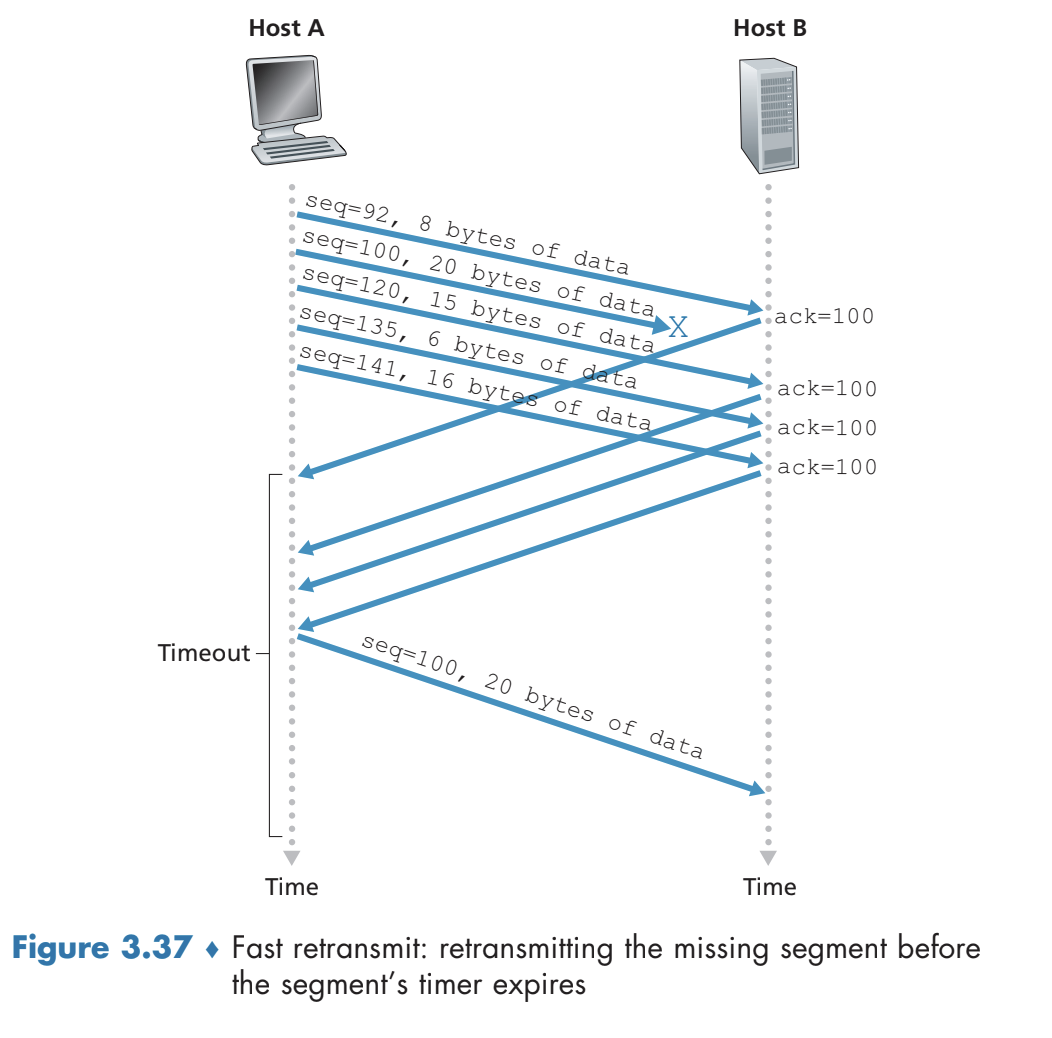 Host A
Host B
seq=92, 8 bytes of data
seq=100, 20 bytes of data
X
seq=120, 15 bytes of data
seq=135, 6 bytes of data
seq=141, 16 bytes of data
ack=100
ack=100
ack=100
ack=100
Timeout
seq=100, 20 bytes of data
Time
Time
Figure 3.37 ♦ Fast retransmit: retransmitting the missing segment before
the segment’s timer expires